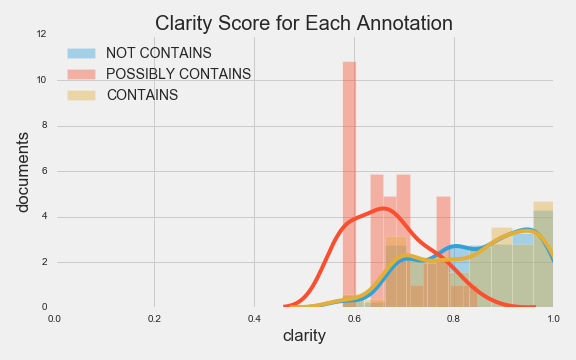 Clarity Score for Each Annotation
12
NOT CONTAINS
POSSIBLY CONTAINS
CONTAINS
10
8
6
4
2
0
documents
0.0 0.2 0.4 0.6 0.8 1.0
clarity